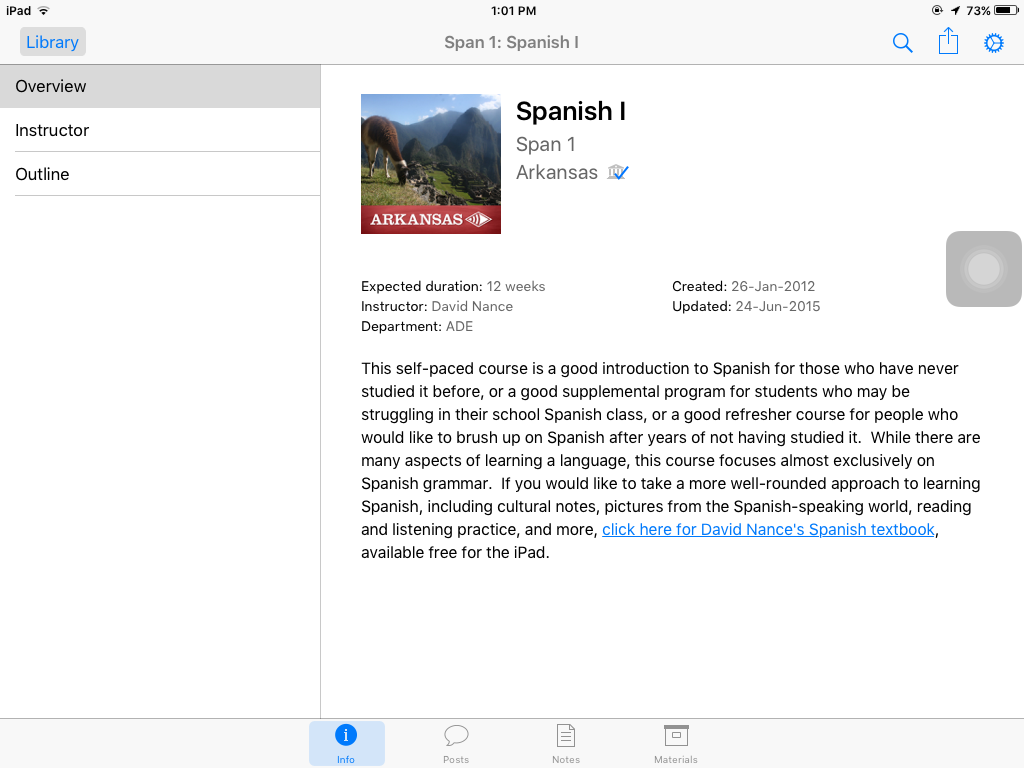 iPad
1:01 PM
73%
Library
Span 1: Spanish I
Overview
Instructor
Outline
ARKANSAS
Spanish I
Span 1
Arkansas
Expected duration: 12 weeks
Instructor: David Nance
Department: ADE
Created: 26-Jan-2012
Updated: 24-Jun-2015
This self-paced course is a good introduction to Spanish for those who have never
studied it before, or a good supplemental program for students who may be
struggling in their school Spanish class, or a good refresher course for people who
would like to brush up on Spanish after years of not having studied it.  While there are
many aspects of learning a language, this course focuses almost exclusively on
Spanish grammar.  If you would like to take a more well-rounded approach to learning
Spanish, including cultural notes, pictures from the Spanish-speaking world, reading
and listening practice, and more, click here for David Nance's Spanish textbook,
available free for the iPad.
Info
Posts
Notes
Materials